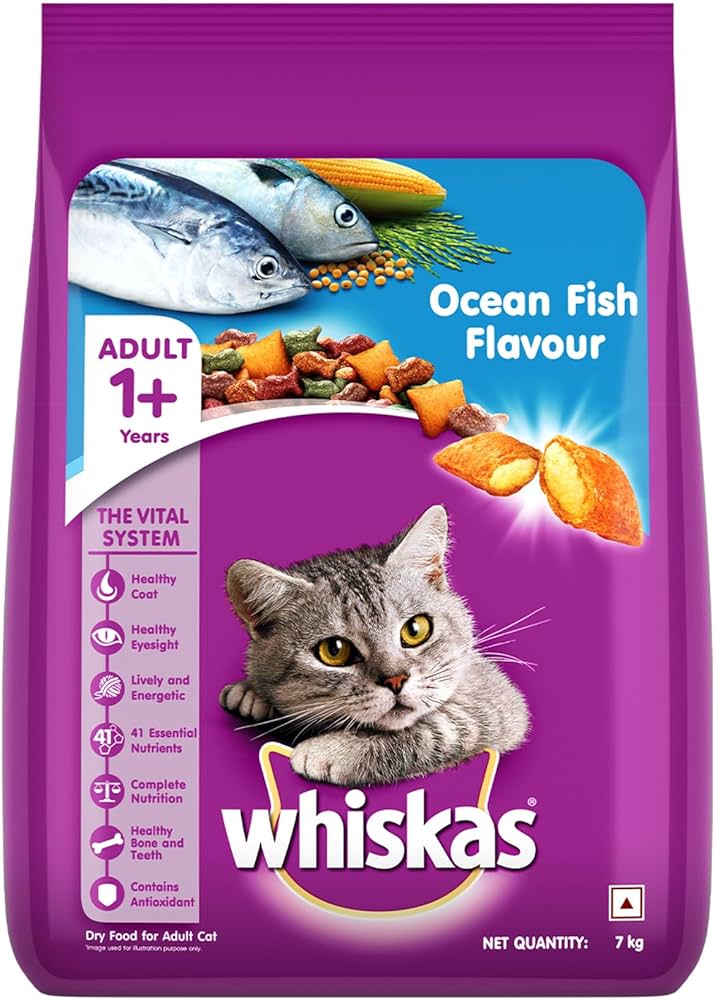 Ocean Fish
Flavour
ADULT
1+
Years
THE VITAL
SYSTEM
Healthy
Coat
Healthy
Eyesight
Lively and
Energetic
41
41 Essential
Nutrients
Complete
Nutrition
Healthy
Bone and
Teeth
Contains
Antioxidant
whiskas®
Dry Food for Adult Cat
*Image used for illustration purpose only.
NET QUANTITY: 7 kg